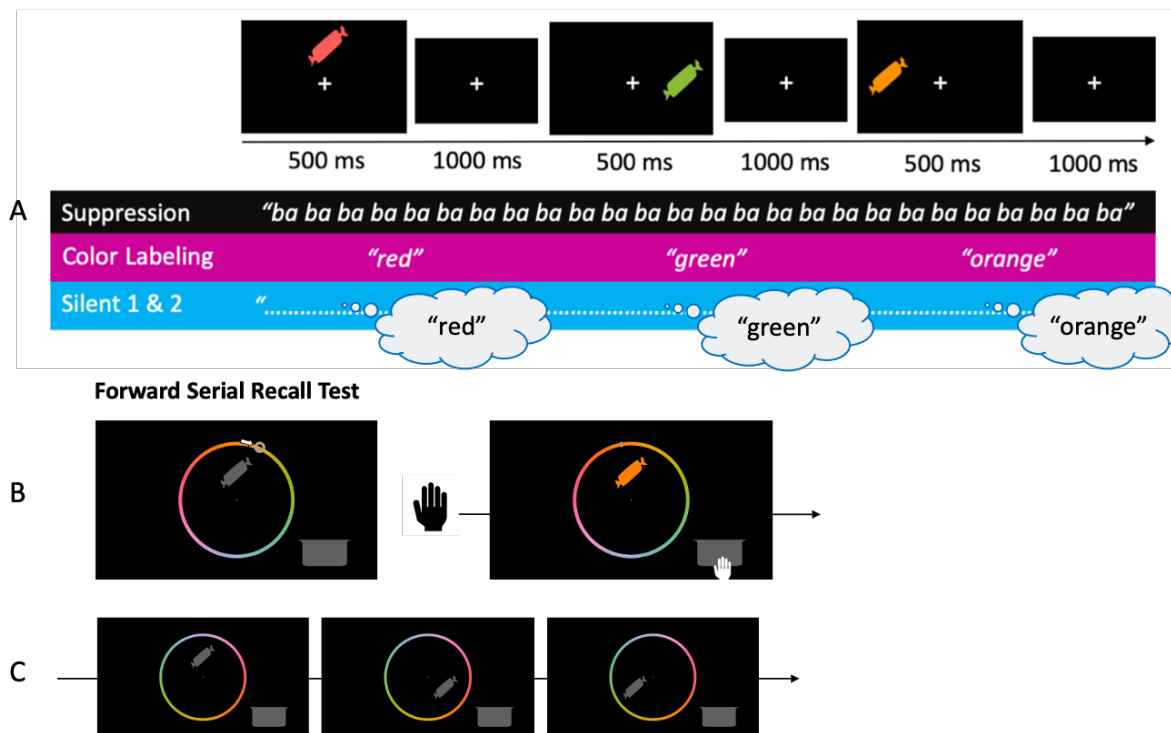 500 ms 1000 ms 500 ms 1000 ms 500 ms 1000 ms
A
Suppression “ba ba ba ba ba ba ba ba ba ba ba ba ba ba ba ba ba ba ba ba ba ba ba ba ba ba”
Color Labeling “red” “green” “orange”
Silent 1 & 2 “........................ “red” ........................ “green” ........................ “orange”
Forward Serial Recall Test
B
C